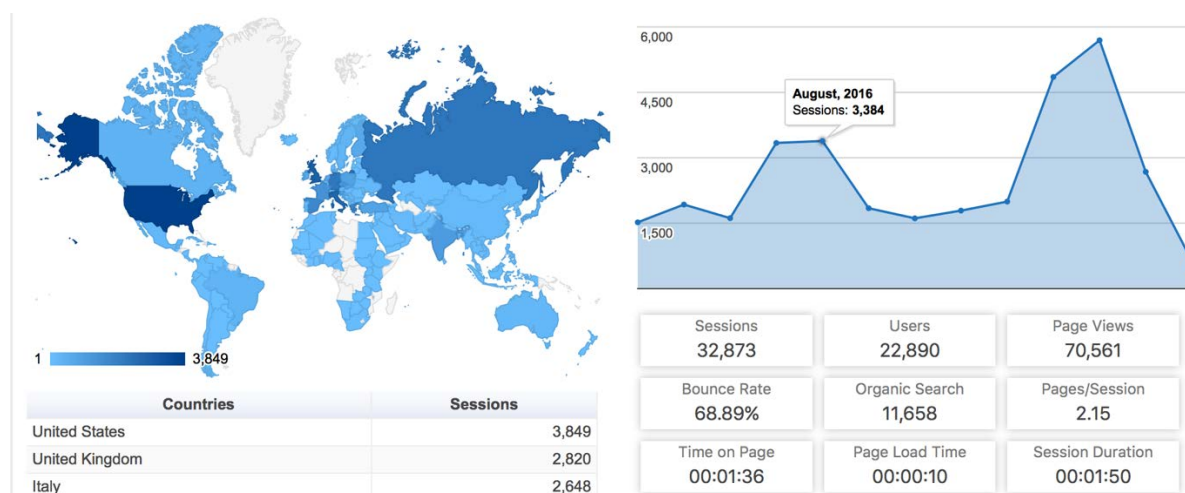 1 3,849
Countries Sessions
United States 3,849
United Kingdom 2,820
Italy 2,648
6,000
4,500
3,000
1,500
August, 2016
Sessions: 3,384
Sessions Users Page Views
32,873 22,890 70,561
Bounce Rate Organic Search Pages/Session
68.89% 11,658 2.15
Time on Page Page Load Time Session Duration
00:01:36 00:00:10 00:01:50